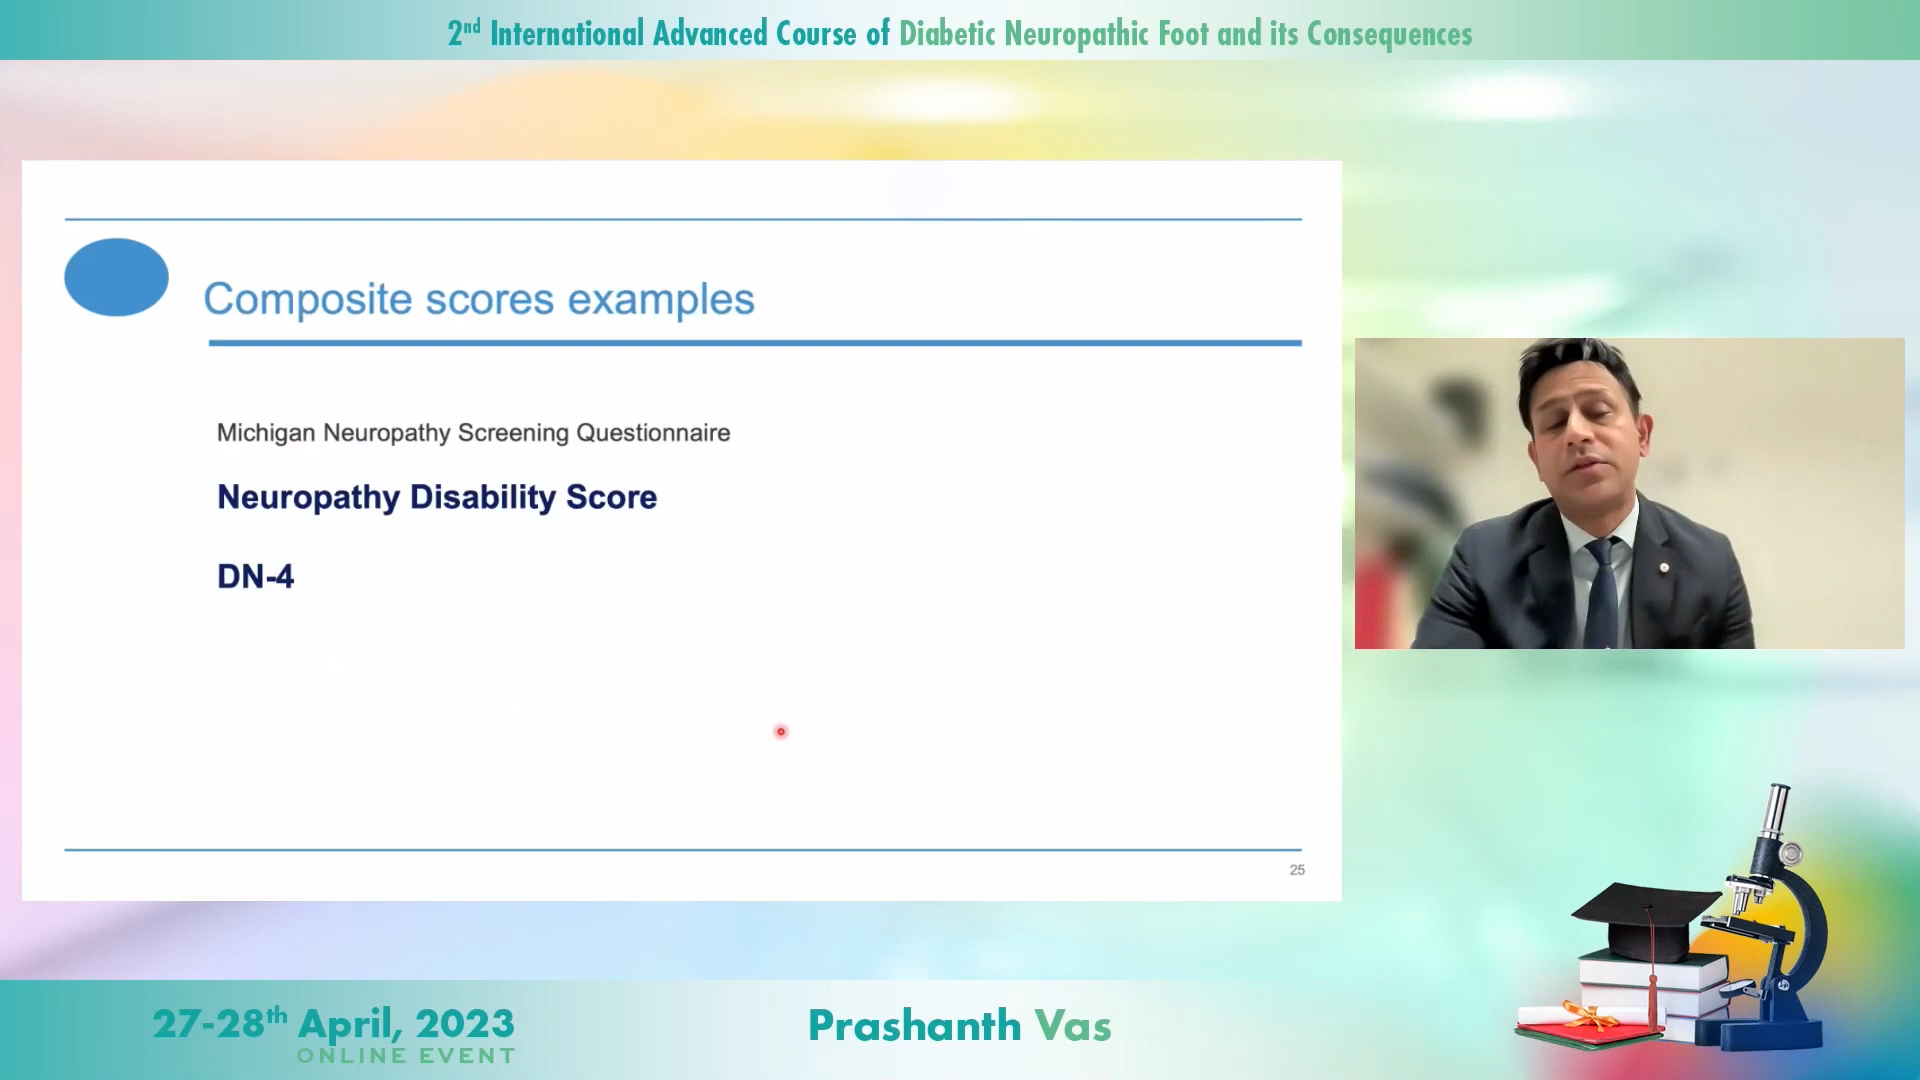 2nd International Advanced Course of Diabetic Neuropathic Foot and its Consequences
Composite scores examples
Michigan Neuropathy Screening Questionnaire
Neuropathy Disability Score
DN-4
25
27-28th April, 2023
ONLINE EVENT
Prashanth Vas